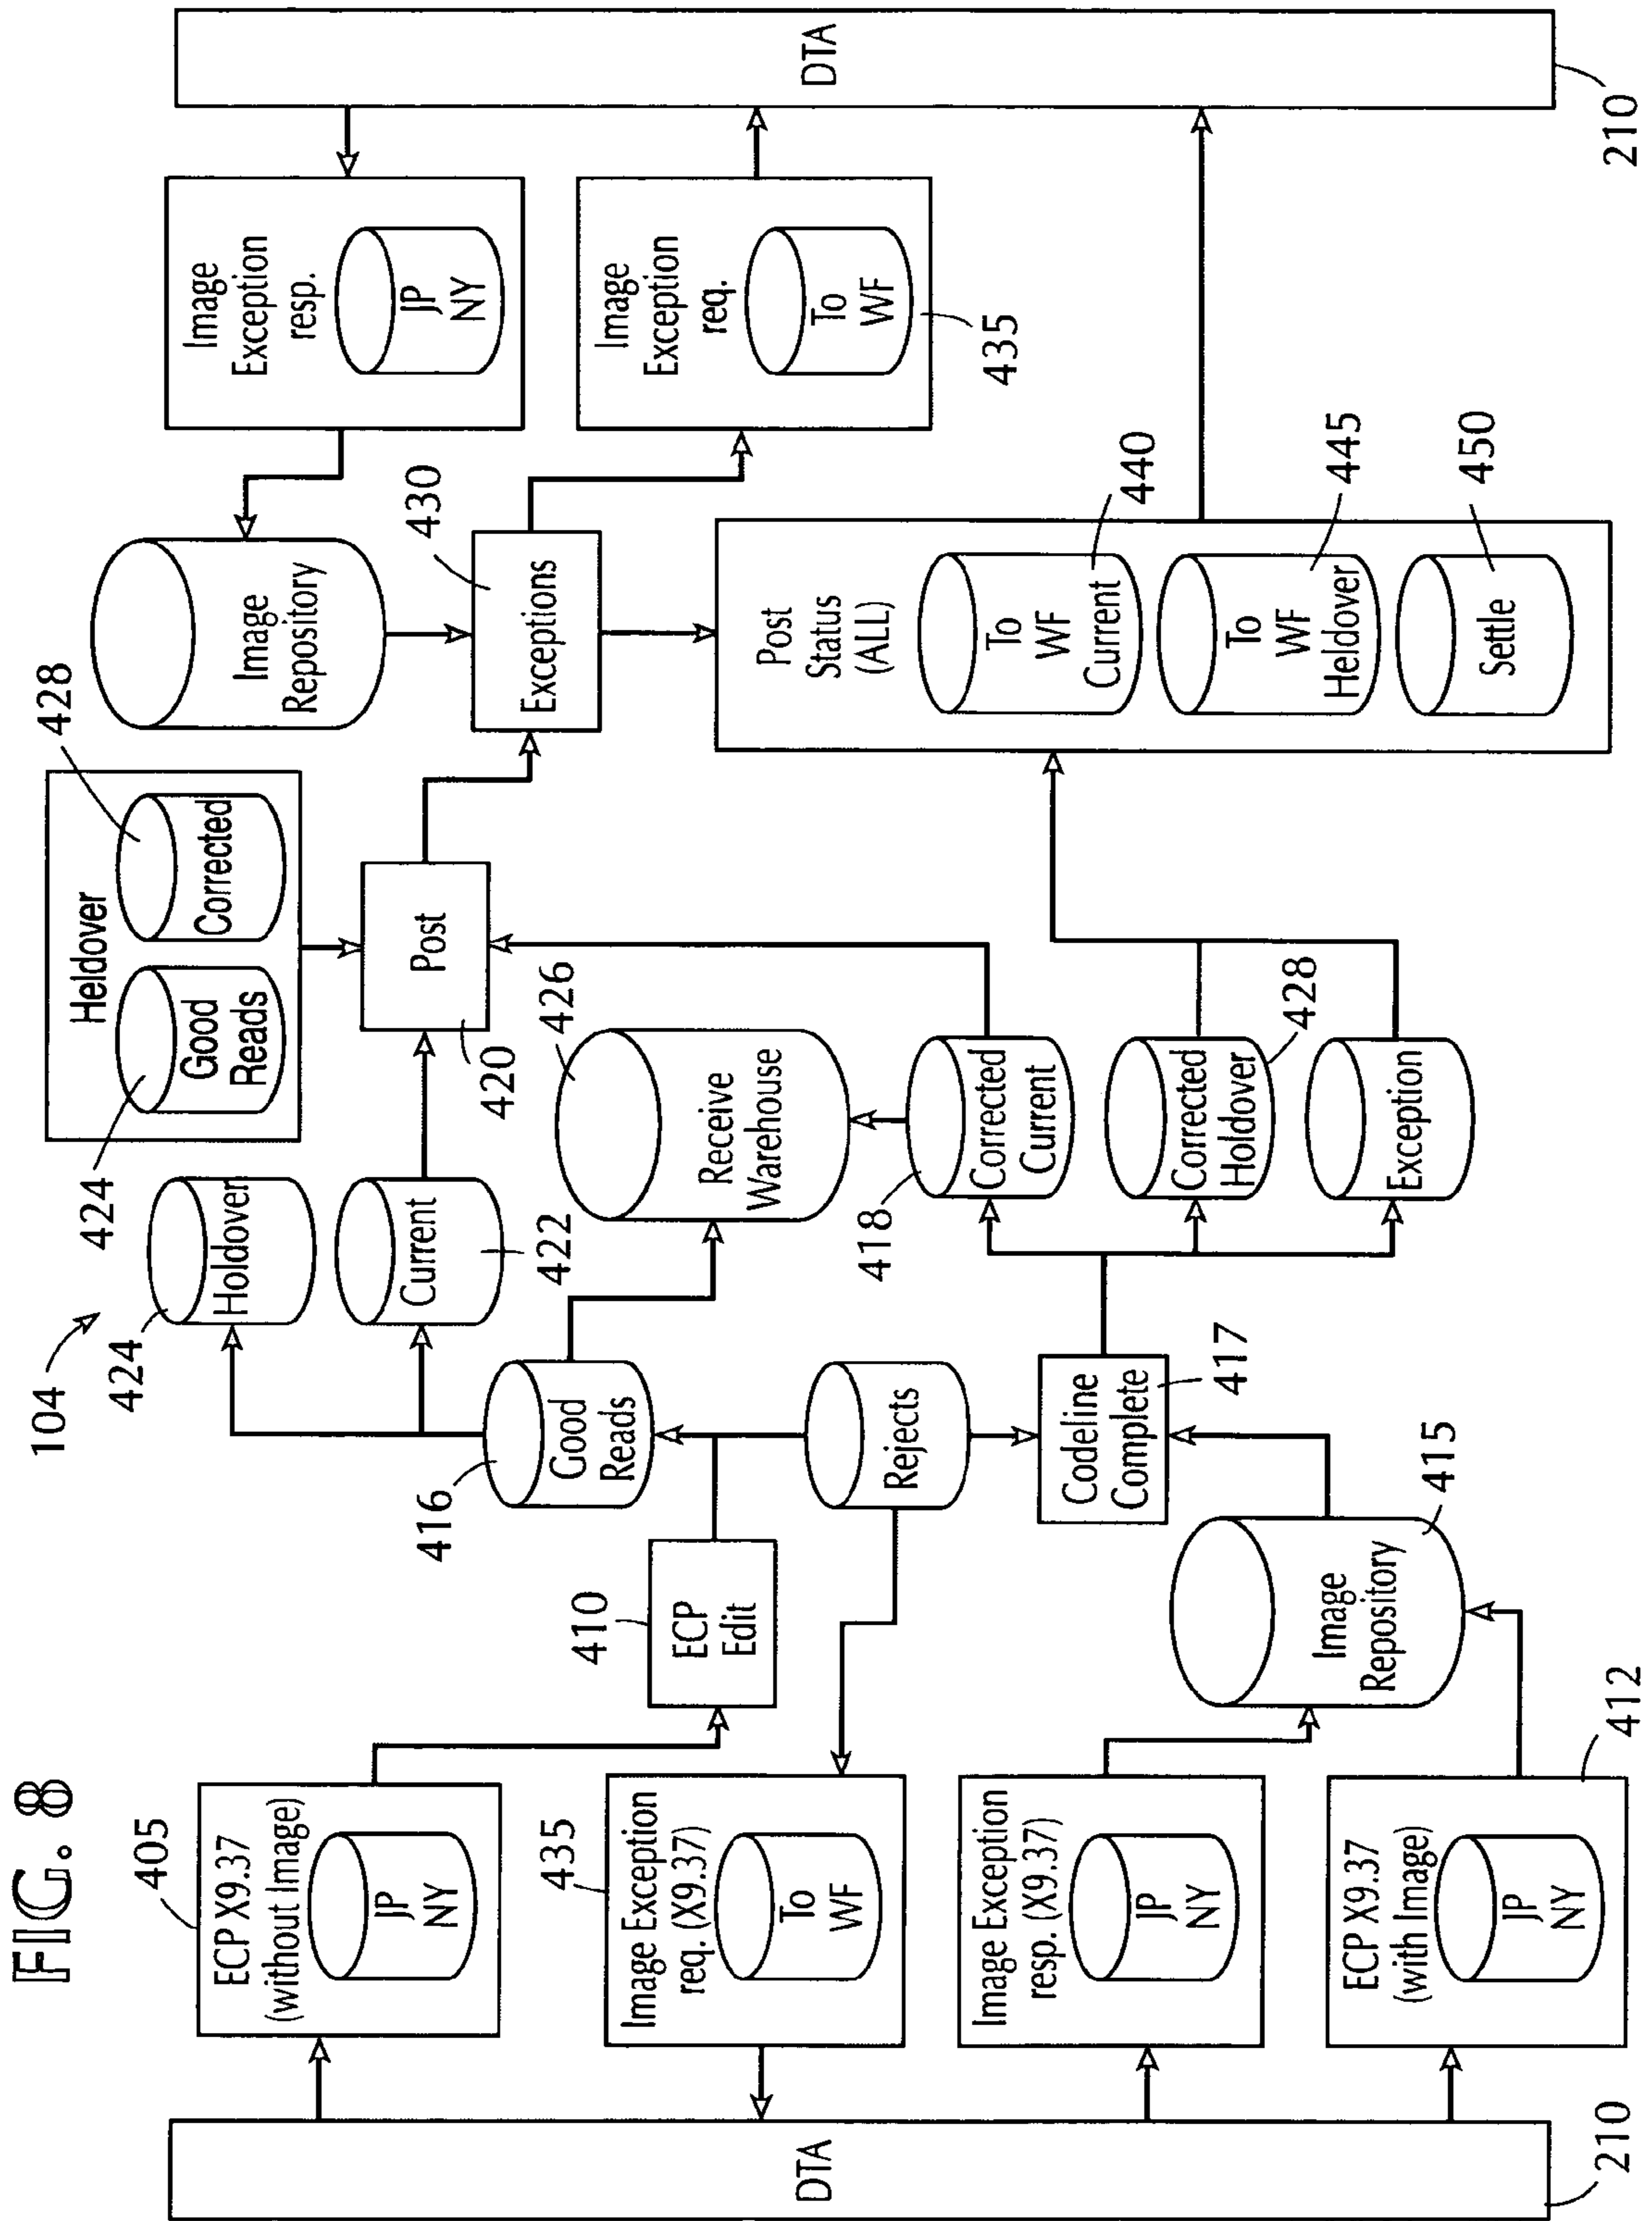 FIG. 8
104
DTA
210
405
ECP X9.37
(without Image)
JP
NY
435
Image Exception
req. (X9.37)
To
WF
Image Exception
resp. (X9.37)
JP
NY
ECP X9.37
(with Image)
JP
NY
412
410
ECP
Edit
Image
Repository
415
416
Good
Reads
Rejects
Codeline
Complete
417
424
Holdover
Current
422
Receive
Warehouse
426
418
Corrected
Current
Corrected
Holdover
428
Exception
Heldover
424
Good
Reads
428
Corrected
Post
420
Image
Repository
430
Exceptions
Post
Status
(ALL)
To
WF
Current
440
To
WF
Heldover
445
Settle
450
Image
Exception
resp.
JP
NY
Image
Exception
req.
To
WF
435
DTA
210